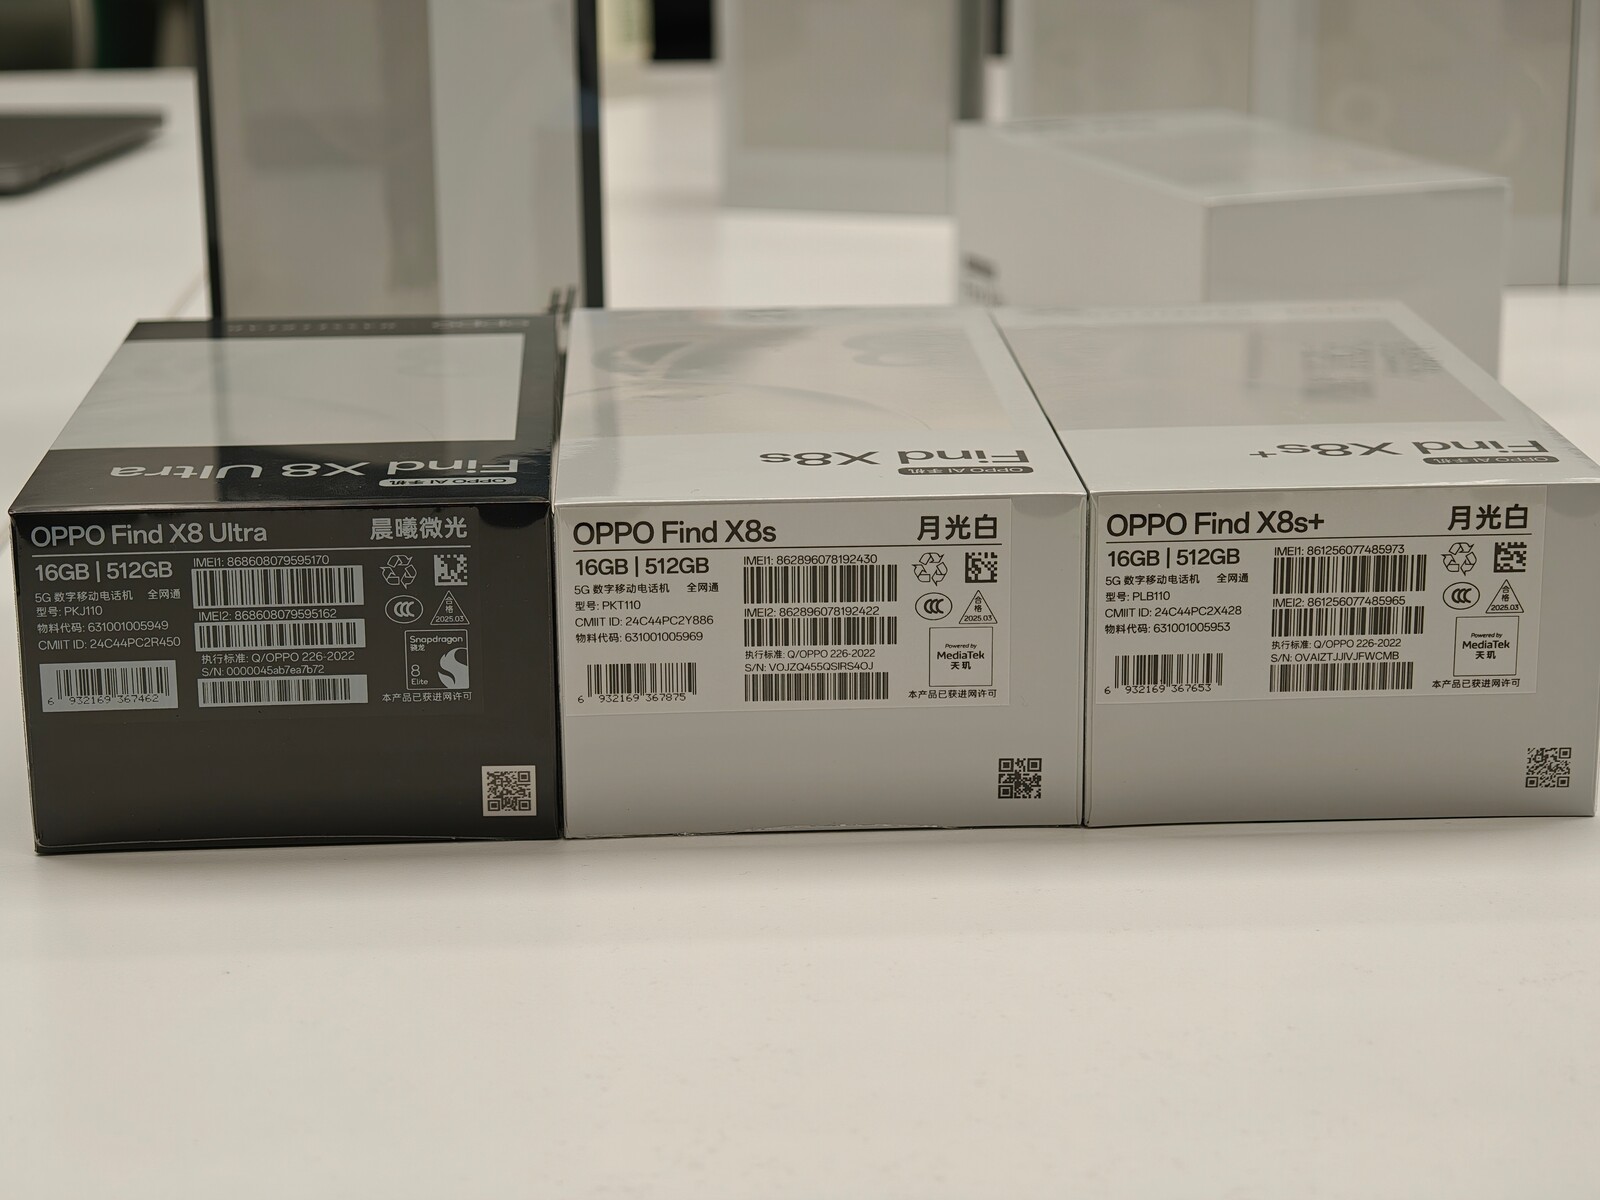 Find X8 Ultra
OPPO AI 手机
OPPO Find X8 Ultra
晨曦微光
16GB | 512GB
5G 数字移动电话机 全网通
型号: PKJ110
物料代码: 631001005949
CMIIT ID: 24C44PC2R450
6 932169 367462
IMEI1: 868608079595170
IMEI2: 868608079595162
执行标准: Q/OPPO 226-2022
S/N: 0000045ab7ea7b72
CCC
合格
2025.03
Snapdragon
骁龙
8
Elite
本产品已获进网许可
Find X8s
OPPO AI 手机
OPPO Find X8s
月光白
16GB | 512GB
5G 数字移动电话机 全网通
型号: PKT110
CMIIT ID: 24C44PC2Y886
物料代码: 631001005969
6 932169 367875
IMEI1: 862896078192430
IMEI2: 862896078192422
执行标准: Q/OPPO 226-2022
S/N: VOJZQ455QSIRS4OJ
CCC
合格
2025.03
Powered by
MediaTek
天玑
本产品已获进网许可
Find X8s+
OPPO AI 手机
OPPO Find X8s+
月光白
16GB | 512GB
5G 数字移动电话机 全网通
型号: PLB110
CMIIT ID: 24C44PC2X428
物料代码: 631001005953
6 932169 367653
IMEI1: 861256077485973
IMEI2: 861256077485965
执行标准: Q/OPPO 226-2022
S/N: OVAIZTJJIVJFWCMB
CCC
合格
2025.03
Powered by
MediaTek
天玑
本产品已获进网许可